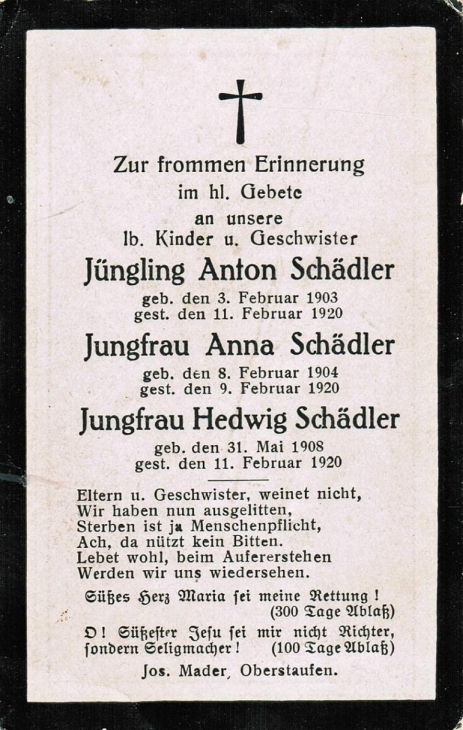 Zur frommen Erinnerung
im hl. Gebete
an unsere
lb. Kinder u. Geschwister
Jüngling Anton Schädler
geb. den 3. Februar 1903
gest. den 11. Februar 1920
Jungfrau Anna Schädler
geb. den 8. Februar 1904
gest. den 9. Februar 1920
Jungfrau Hedwig Schädler
geb. den 31. Mai 1908
gest. den 11. Februar 1920
Eltern u. Geschwister, weinet nicht,
Wir haben nun ausgelitten,
Sterben ist ja Menschenpflicht,
Ach, da nützt kein Bitten.
Lebet wohl, beim Aufererstehen
Werden wir uns wiedersehen.
Süßes Herz Maria sei meine Rettung!
(300 Tage Ablaß)
O! Süßester Jesu sei mir nicht Richter,
sondern Seligmacher! (100 Tage Ablaß)
Jos. Mader, Oberstaufen.